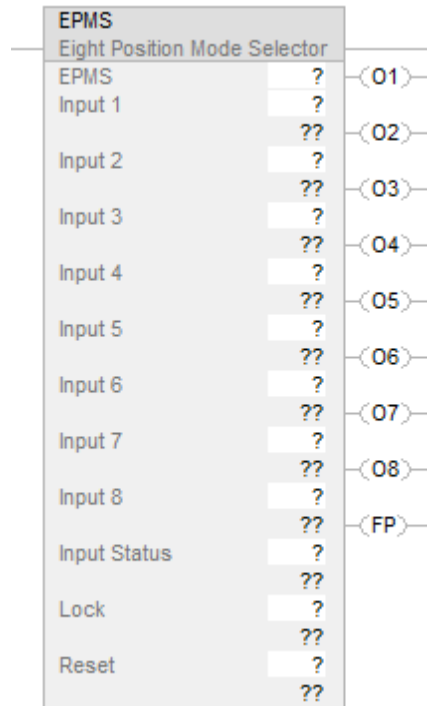 EPMS
Eight Position Mode Selector
EPMS ? O1
Input 1 ?
?? O2
Input 2 ?
?? O3
Input 3 ?
?? O4
Input 4 ?
?? O5
Input 5 ?
?? O6
Input 6 ?
?? O7
Input 7 ?
?? O8
Input 8 ?
?? FP
Input Status ?
??
Lock ?
??
Reset ?
??